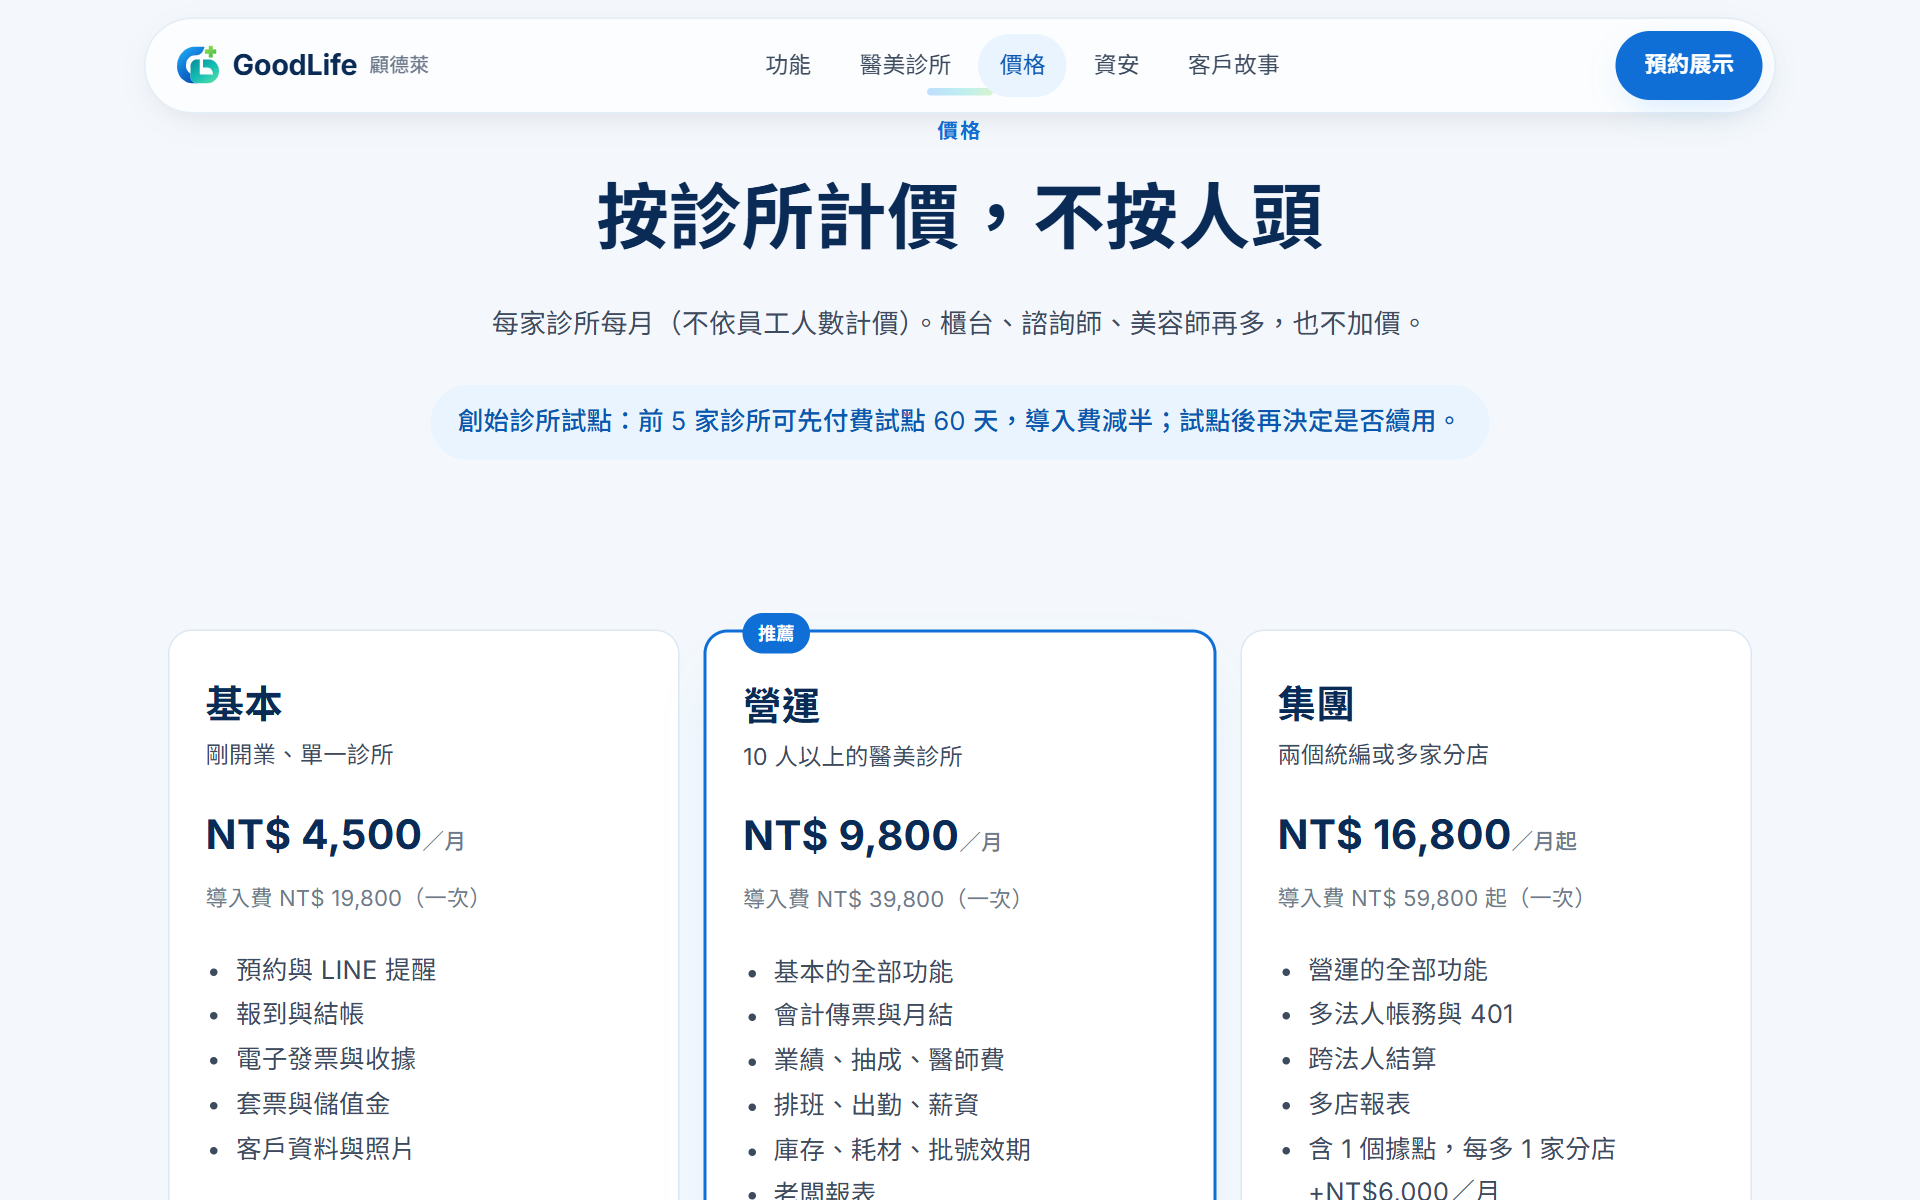 GoodLife 顧德萊
功能 醫美診所 價格 資安 客戶故事
預約展示
價格
按診所計價，不按人頭
每家診所每月（不依員工人數計價）。櫃台、諮詢師、美容師再多，也不加價。
創始診所試點：前 5 家診所可先付費試點 60 天，導入費減半；試點後再決定是否續用。
基本
剛開業、單一診所
NT$ 4,500／月
導入費 NT$ 19,800（一次）
預約與 LINE 提醒
報到與結帳
電子發票與收據
套票與儲值金
客戶資料與照片
推薦
營運
10 人以上的醫美診所
NT$ 9,800／月
導入費 NT$ 39,800（一次）
基本的全部功能
會計傳票與月結
業績、抽成、醫師費
排班、出勤、薪資
庫存、耗材、批號效期
老闆報表
集團
兩個統編或多家分店
NT$ 16,800／月起
導入費 NT$ 59,800 起（一次）
營運的全部功能
多法人帳務與 401
跨法人結算
多店報表
含 1 個據點，每多 1 家分店
+NT$6,000／月